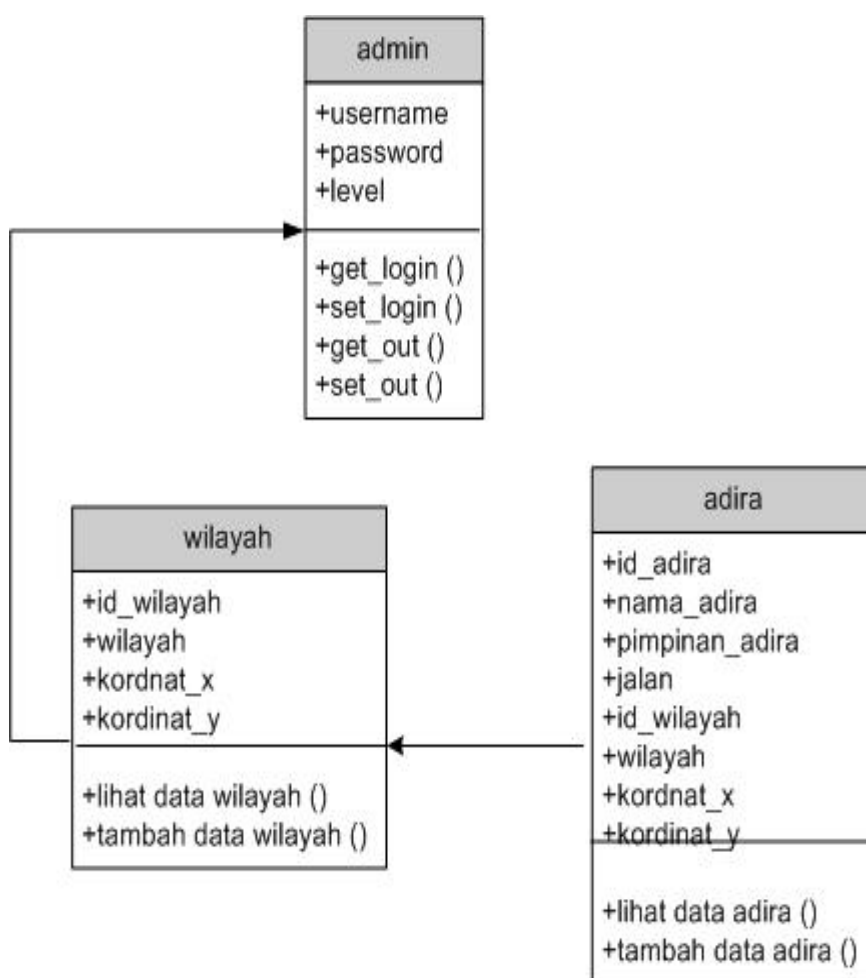 admin
+username
+password
+level
+get_login ()
+set_login ()
+get_out ()
+set_out ()
wilayah
+id_wilayah
+wilayah
+kordnat_x
+kordinat_y
+lihat data wilayah ()
+tambah data wilayah ()
adira
+id_adira
+nama_adira
+pimpinan_adira
+jalan
+id_wilayah
+wilayah
+kordnat_x
+kordinat_y
+lihat data adira ()
+tambah data adira ()